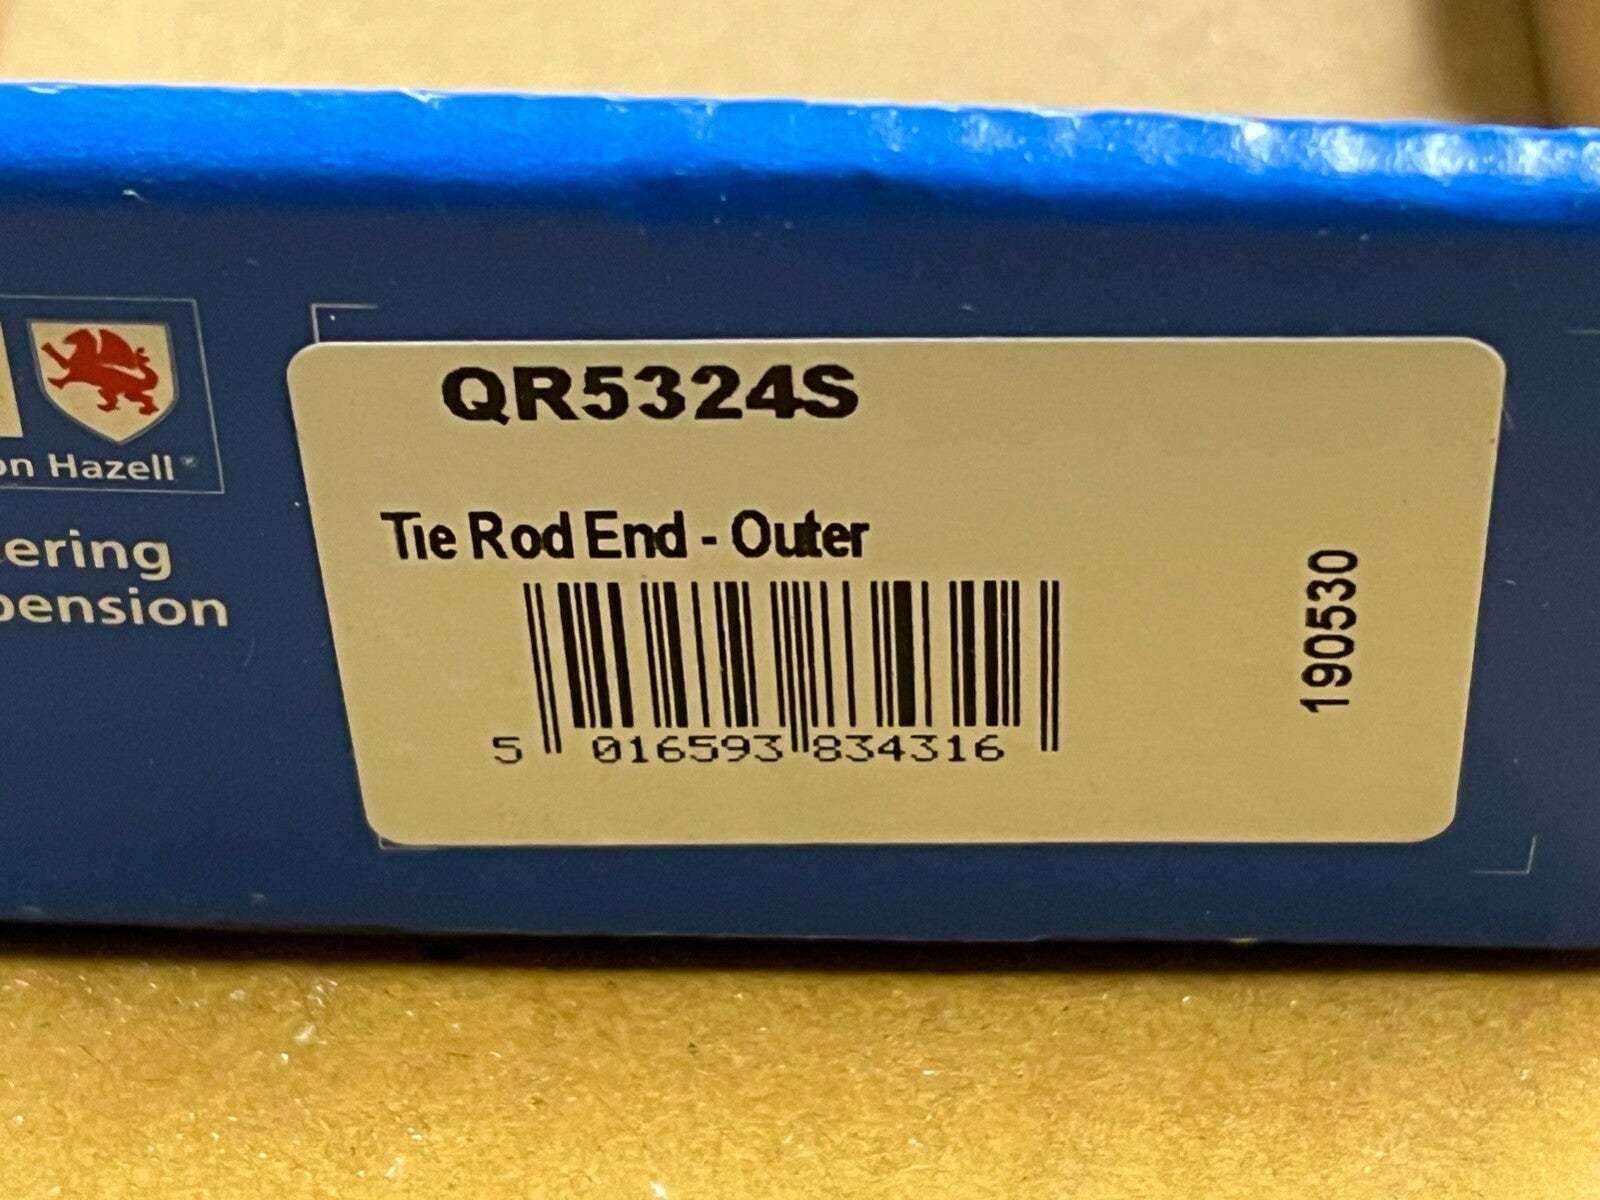 on Hazell
ering
pension
QR5324S
Tie Rod End - Outer
5 016593 834316
190530